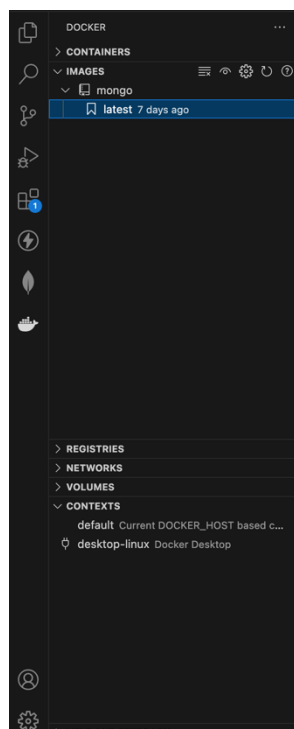 DOCKER
CONTAINERS
IMAGES
mongo
latest 7 days ago
1
REGISTRIES
NETWORKS
VOLUMES
CONTEXTS
default Current DOCKER_HOST based c...
desktop-linux Docker Desktop